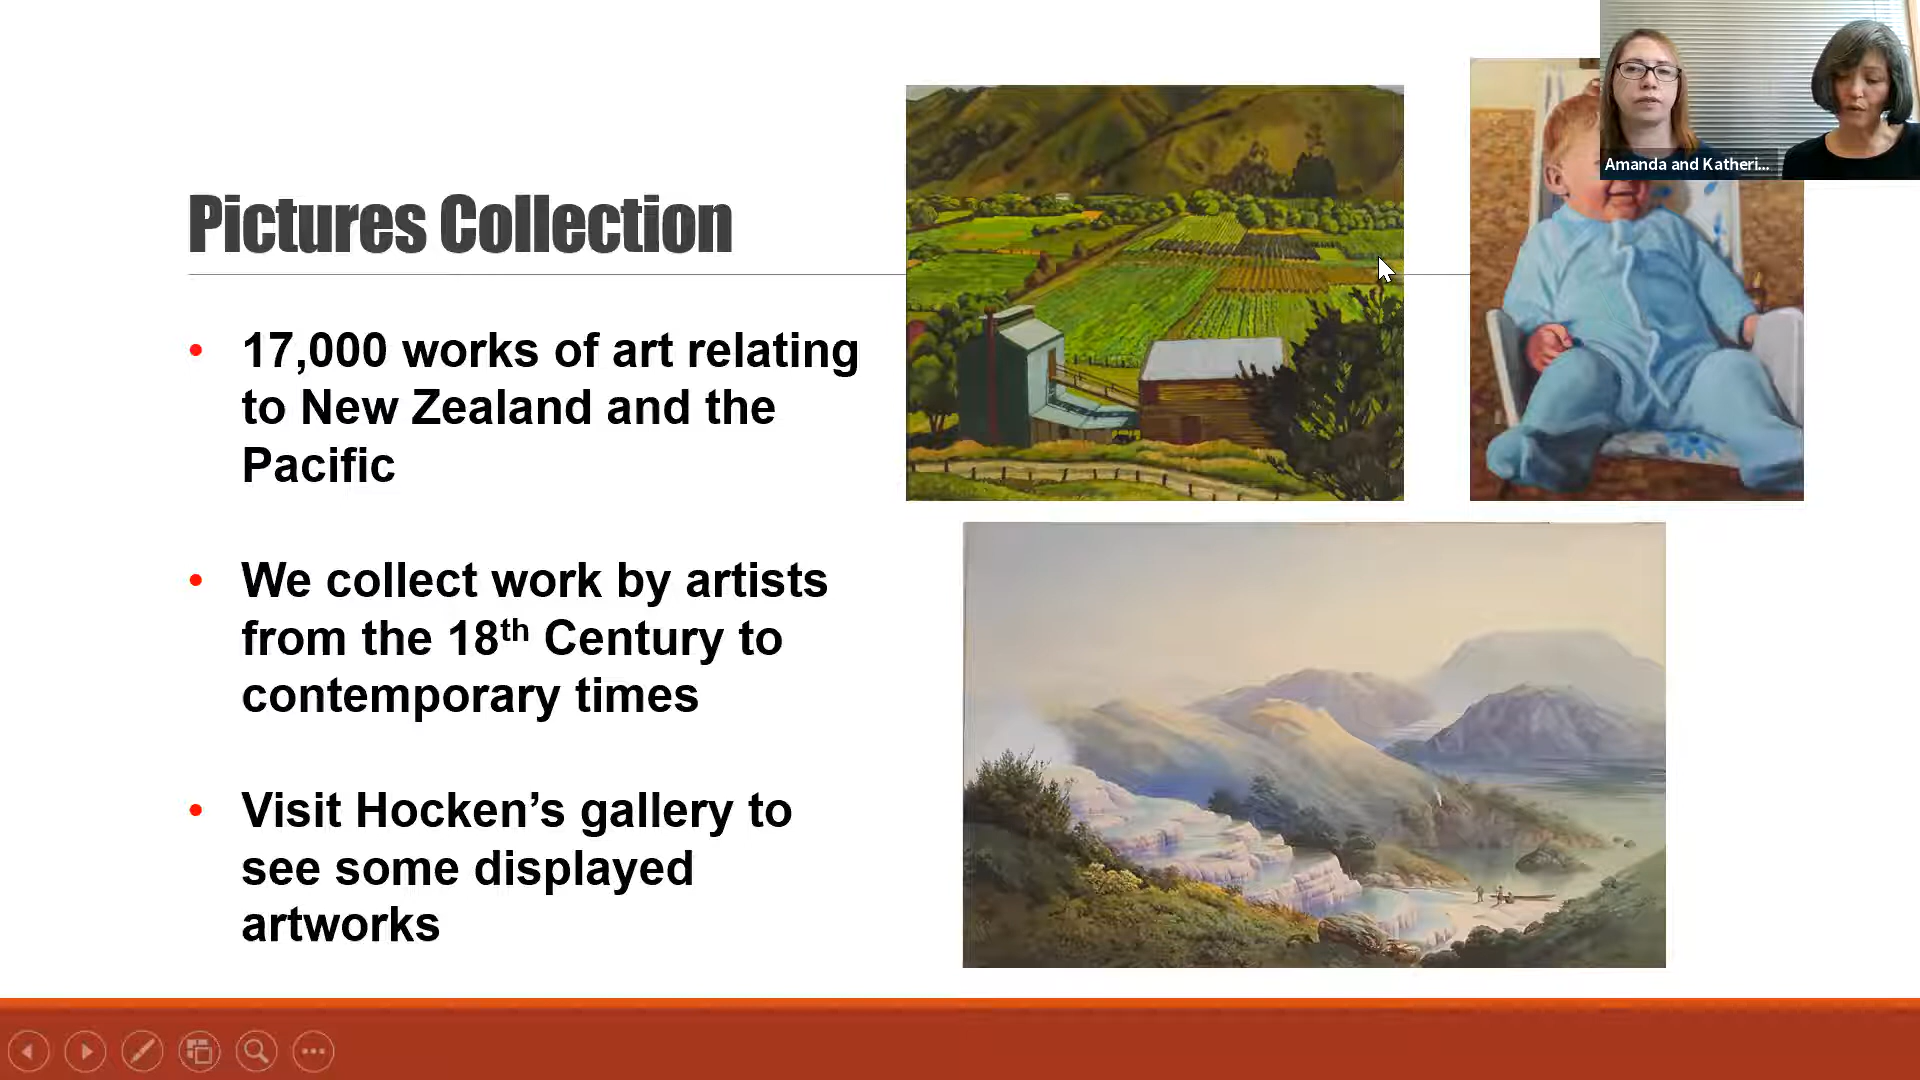 Amanda and Katheri...
Pictures Collection
• 17,000 works of art relating
to New Zealand and the
Pacific
• We collect work by artists
from the 18th Century to
contemporary times
• Visit Hocken’s gallery to
see some displayed
artworks